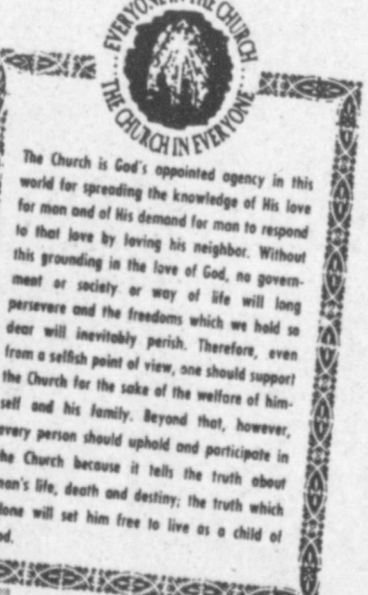 EVERYONE IN THE CHURCH
THE CHURCH IN EVERYONE
The Church is God's appointed agency in this
world for spreading the knowledge of His love
for man and of His demand for man to respond
to that love by loving his neighbor. Without
this grounding in the love of God, no govern-
ment or society or way of life will long
persevere and the freedoms which we hold so
dear will inevitably perish. Therefore, even
from a selfish point of view, one should support
the Church for the sake of the welfare of him-
self and his family. Beyond that, however,
every person should uphold and participate in
he Church because it tells the truth about
nan's life, death and destiny; the truth which
lone will set him free to live as a child of
od.